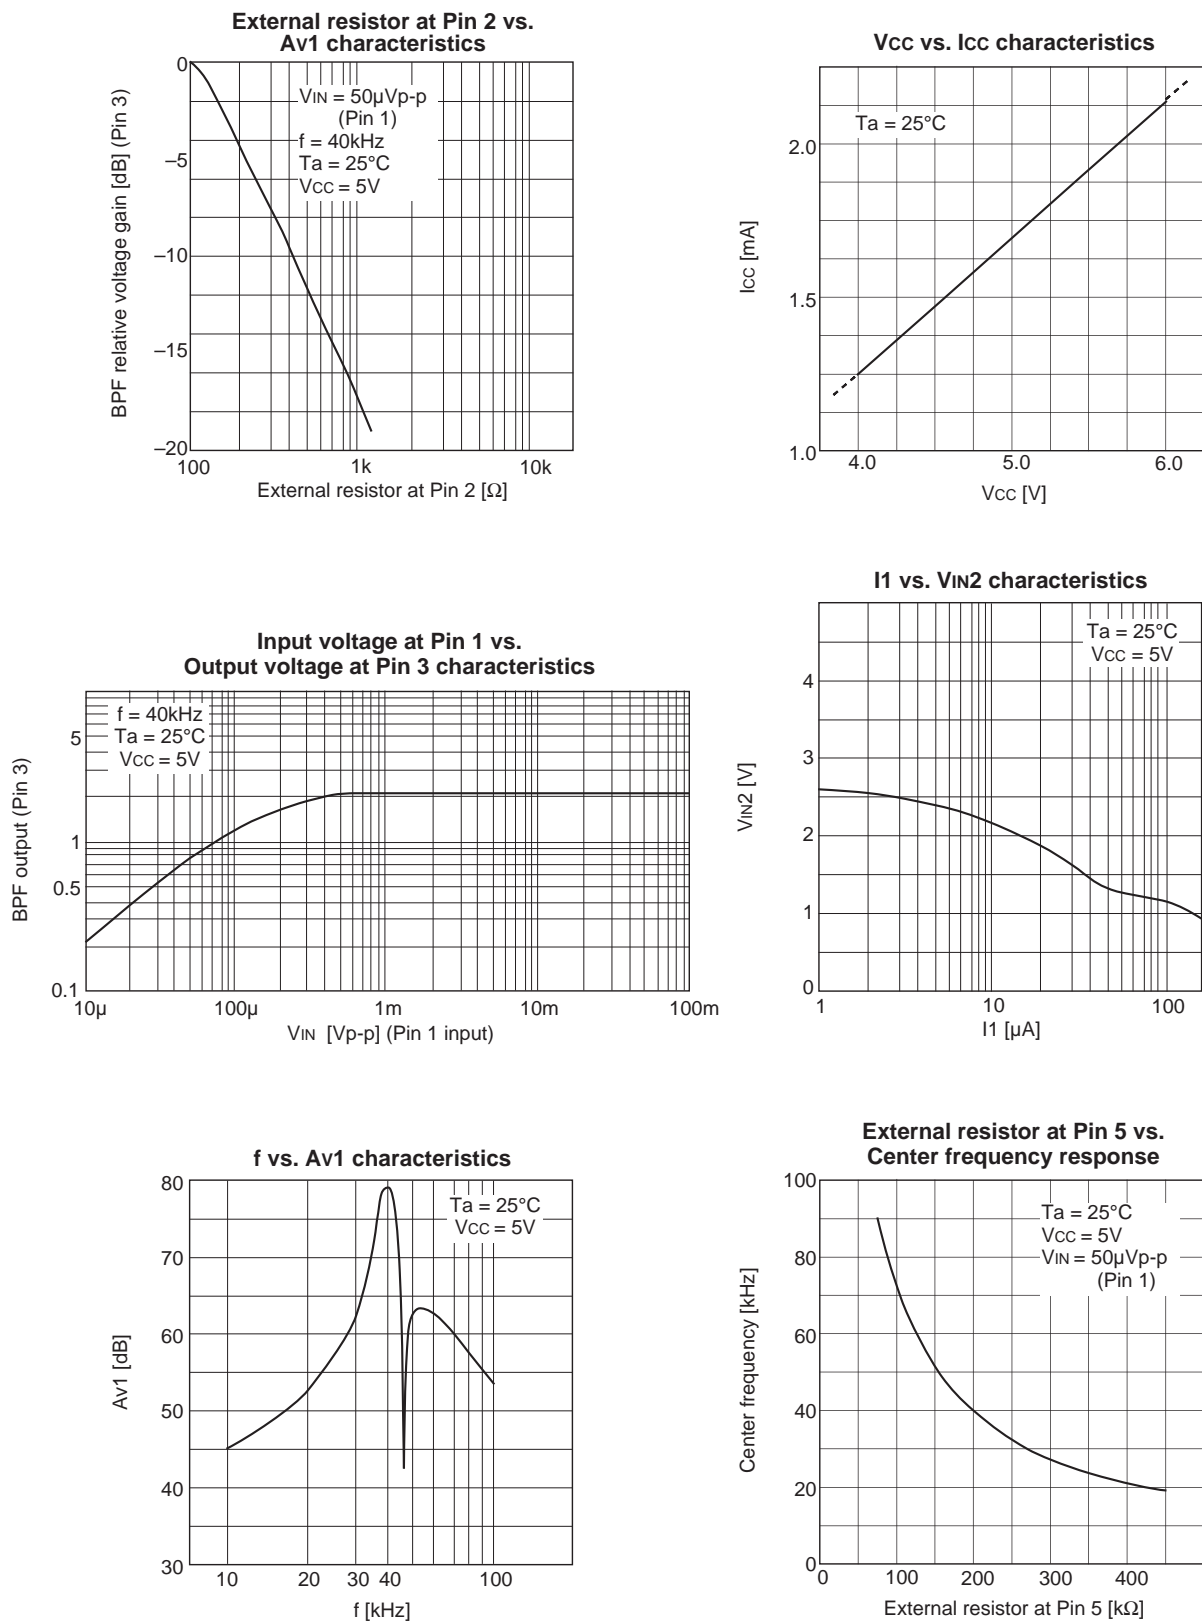 External resistor at Pin 2 vs.
AV1 characteristics
BPF relative voltage gain [dB] (Pin 3)
0
–5
–10
–15
–20
VIN = 50µVp-p
(Pin 1)
f = 40kHz
Ta = 25°C
VCC = 5V
100
1k
10k
External resistor at Pin 2 [Ω]
VCC vs. ICC characteristics
ICC [mA]
2.0
1.5
1.0
Ta = 25°C
4.0
5.0
6.0
VCC [V]
Input voltage at Pin 1 vs.
Output voltage at Pin 3 characteristics
BPF output (Pin 3)
5
1
0.5
0.1
f = 40kHz
Ta = 25°C
VCC = 5V
10µ
100µ
1m
10m
100m
VIN [Vp-p] (Pin 1 input)
I1 vs. VIN2 characteristics
VIN2 [V]
4
3
2
1
0
Ta = 25°C
VCC = 5V
1
10
100
I1 [µA]
f vs. AV1 characteristics
AV1 [dB]
80
70
60
50
40
30
Ta = 25°C
VCC = 5V
10
20
30
40
100
f [kHz]
External resistor at Pin 5 vs.
Center frequency response
Center frequency [kHz]
100
80
60
40
20
0
Ta = 25°C
VCC = 5V
VIN = 50µVp-p
(Pin 1)
0
100
200
300
400
External resistor at Pin 5 [kΩ]